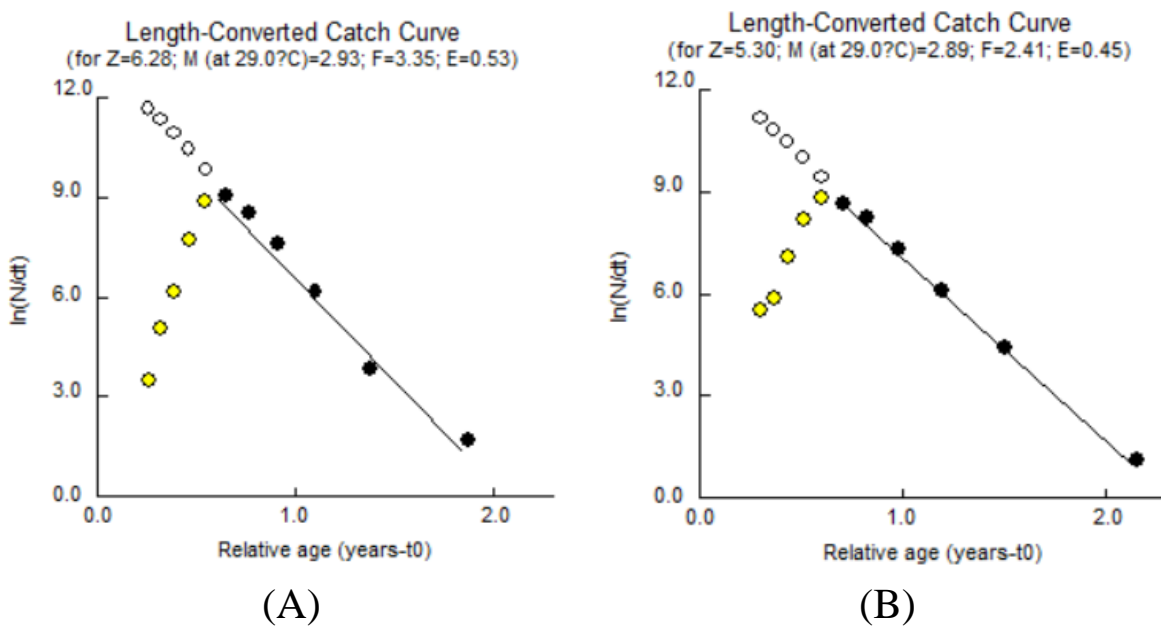 Length-Converted Catch Curve
(for Z=6.28; M (at 29.0?C)=2.93; F=3.35; E=0.53)
12.0
9.0
6.0
3.0
0.0
ln(N/dt)
0.0 1.0 2.0
Relative age (years-t0)
(A)
Length-Converted Catch Curve
(for Z=5.30; M (at 29.0?C)=2.89; F=2.41; E=0.45)
12.0
9.0
6.0
3.0
0.0
ln(N/dt)
0.0 1.0 2.0
Relative age (years-t0)
(B)